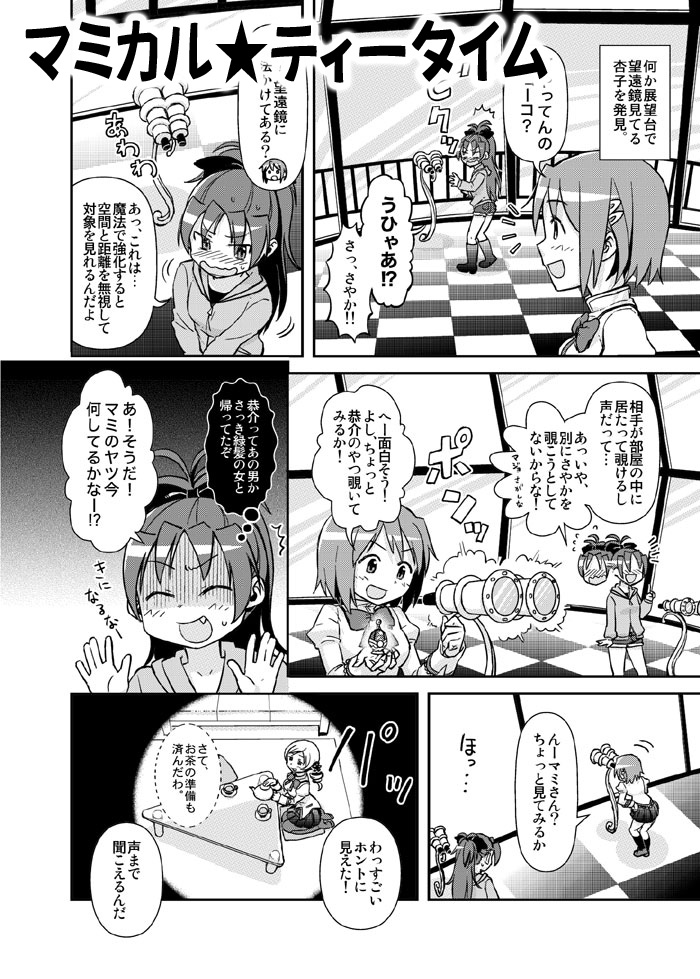 マミカル★ティータイム
何か展望台で
望遠鏡見てる
杏子を発見。
ってんの
ーコ？
ビクッ
うひゃあ!?
さっ、さやか!!
望遠鏡に
かけてある？
あわわ
あっ、これは…
魔法で強化すると
空間と距離を無視して
対象を見れるんだよ
相手が部屋の中に
居たって覗けるし
声だって…
あっいや、
別にさやかを
覗こうとして
ないからな！
ポンッ
へー面白そう！
よし、ちょっと
恭介のやつ覗いて
みるか！
恭介ってあの男か
さっき緑髪の女と
帰ってたぞ
あ！そうだ！
マミのヤツ今
何してるかなー!?
きに
なるなー
んーマミさん？
ちょっと見てみるか
ほっ…
パッ
わっすごい
ホントに
見えた！
さて、
お茶の準備も
済んだわ。
声まで
聞こえるんだ